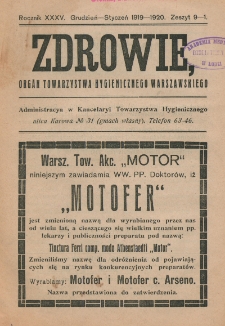 Rocznik XXXV. Grudzień—Styczeń 1919—1920. Zeszyt 9—1.
ZDROWIE,
ORGAN TOWARZYSTWA HYGIENICZNEGO WARSZAWSKIEGO
Administracya w Kancelaryi Towarzystwa Hygienicznego
ulica Karowa № 31 (gmach własny). Telefon 63-46.
Warsz. Tow. Akc. „MOTOR”
niniejszym zawiadamia WW. PP. Doktorów, iż
„MOTOFER”
jest zmienioną nazwą dla wyrabianego przez nas
od wielu lat, a cieszącego się wielkim uznaniem pp.
lekarzy i publiczności preparatu pod nazwą:
Tinctura Ferri comp. modo Athenstaedti „Motor”.
Zmieniliśmy nazwę dla odróżnienia od pojawiają-
cych się na rynku konkurencyjnych preparatów.
Wyrabiamy: Motofer i Motofer c. Arseno.
Nazwa przedstawiona do zatwierdzenia.